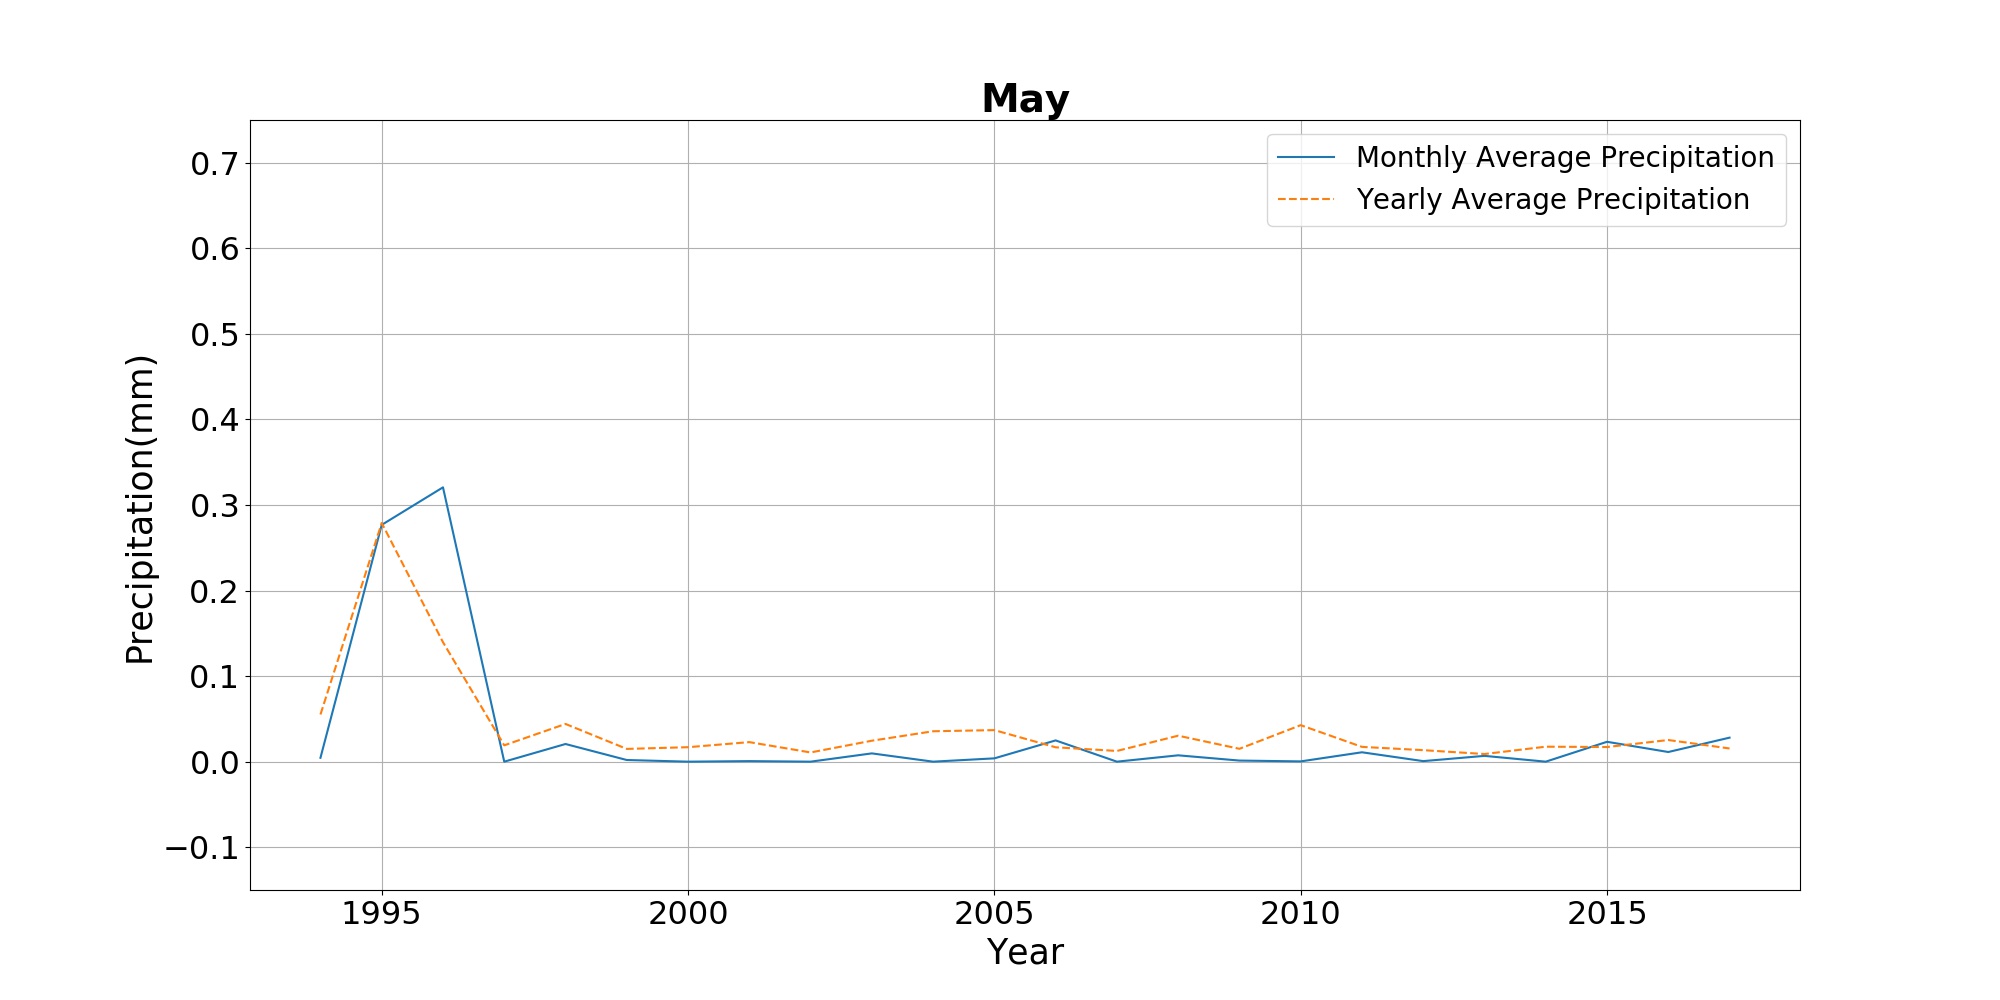 May
Monthly Average Precipitation
Yearly Average Precipitation
Precipitation(mm)
0.7
0.6
0.5
0.4
0.3
0.2
0.1
0.0
−0.1
1995 2000 2005 2010 2015
Year